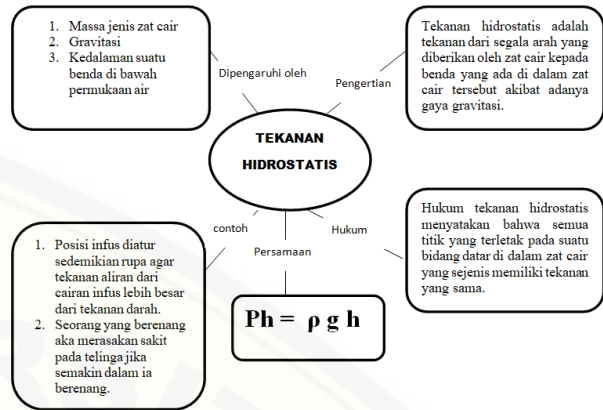 1. Massa jenis zat cair
2. Gravitasi
3. Kedalaman suatu
benda di bawah
permukaan air
Dipengaruhi oleh
Pengertian
Tekanan hidrostatis adalah
tekanan dari segala arah yang
diberikan oleh zat cair kepada
benda yang ada di dalam zat
cair tersebut akibat adanya
gaya gravitasi.
TEKANAN
HIDROSTATIS
contoh
Persamaan
Hukum
1. Posisi infus diatur
sedemikian rupa agar
tekanan aliran dari
cairan infus lebih besar
dari tekanan darah.
2. Seorang yang berenang
aka merasakan sakit
pada telinga jika
semakin dalam ia
berenang.
Ph = ρ g h
Hukum tekanan hidrostatis
menyatakan bahwa semua
titik yang terletak pada suatu
bidang datar di dalam zat cair
yang sejenis memiliki tekanan
yang sama.